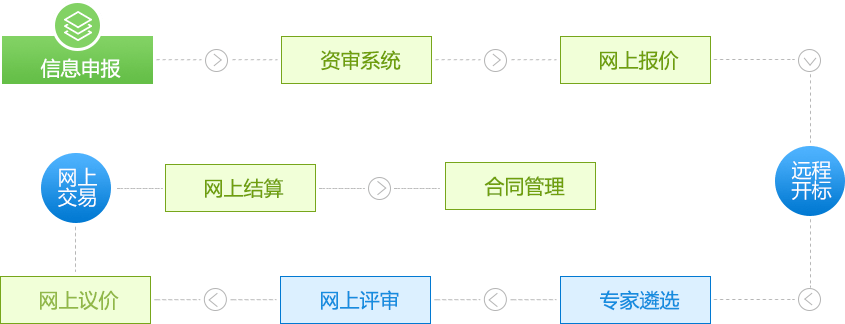 信息申报
资审系统
网上报价
远程
开标
专家遴选
网上评审
网上议价
网上
交易
网上结算
合同管理